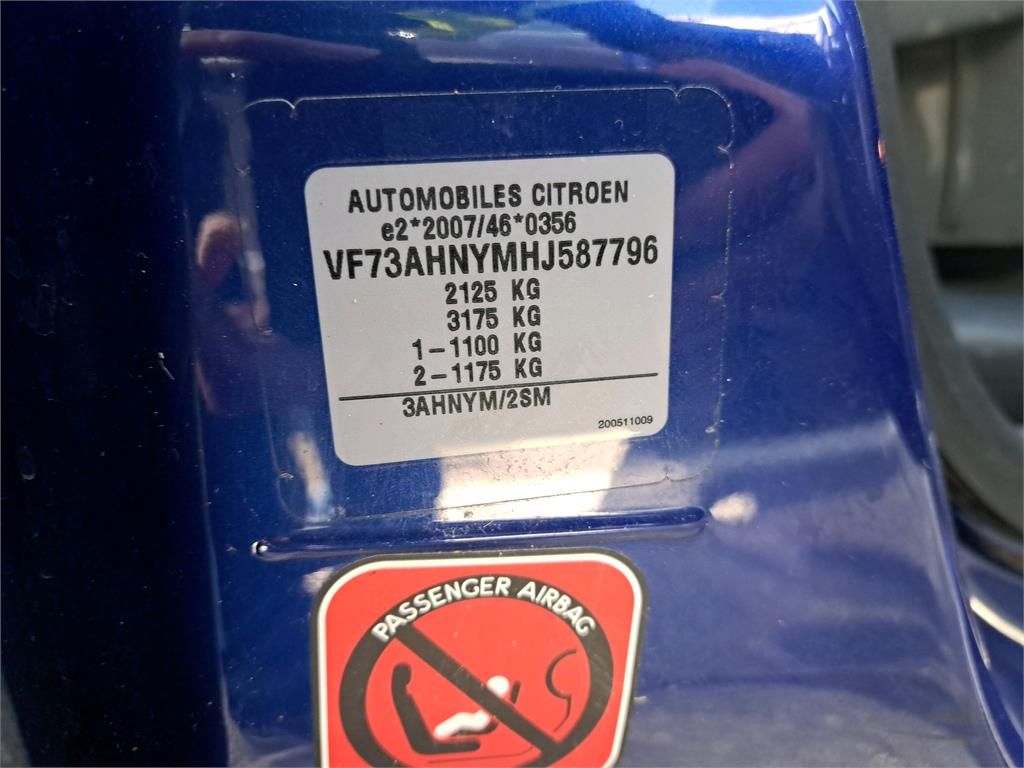 AUTOMOBILES CITROEN
e2*2007/46*0356
VF73AHNYMHJ587796
2125 KG
3175 KG
1-1100 KG
2-1175 KG
3AHNYM/2SM
200511009
PASSENGER AIRBAG